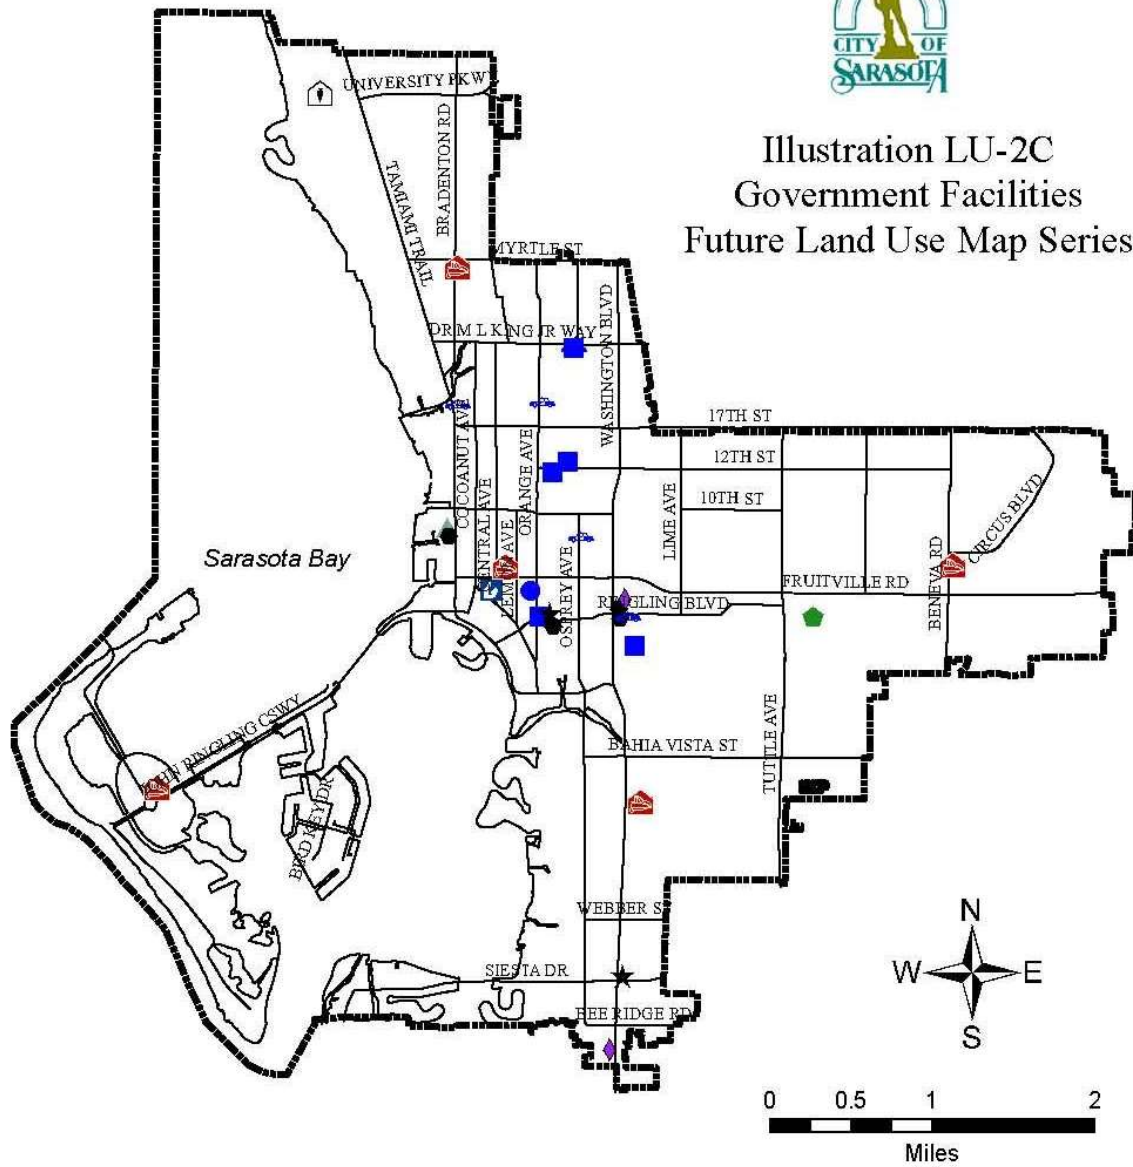 CITY OF
SARASOTA
Illustration LU-2C
Government Facilities
Future Land Use Map Series
UNIVERSITY PKWY
BRADENTON RD
TAMIAMI TRAIL
MYRTLE ST
WASHINGTON BLVD
DR M L KING JR WAY
17TH ST
COCOANUT AVE
ORANGE AVE
12TH ST
10TH ST
LIME AVE
CIRCUS BLVD
CENTRAL AVE
LEMON AVE
OSPREY AVE
Sarasota Bay
FRUITVILLE RD
BENEVA RD
RINGLING BLVD
JOHN RINGLING CSWY
BAHIA VISTA ST
TUTTLE AVE
BIRD KEY DR
WEBBER ST
SIESTA DR
BEE RIDGE RD
N
W E
S
0 0.5 1 2
Miles